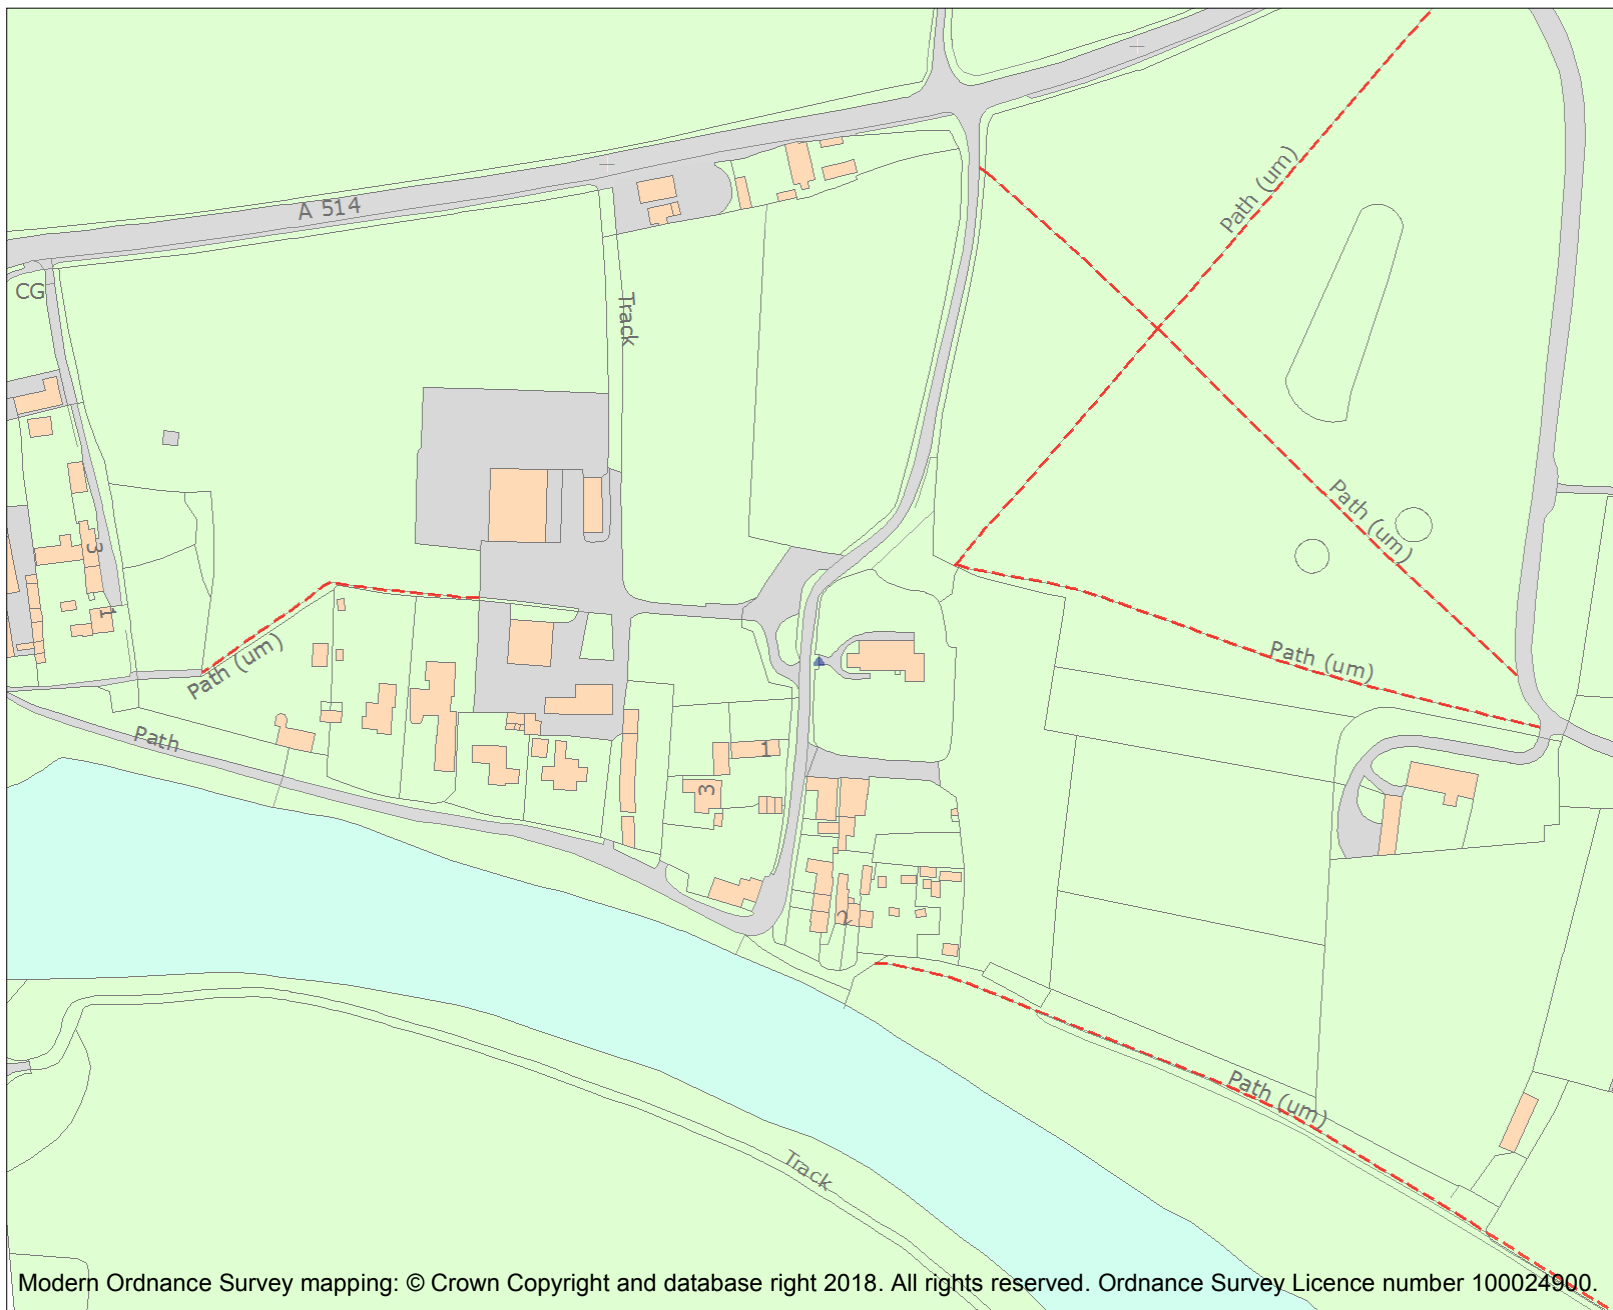 Path (um)
A 514
CG
Track
Path (um)
3
1
Path (um)
Path (um)
Path
1
3
2
Path (um)
Track
Modern Ordnance Survey mapping: © Crown Copyright and database right 2018. All rights reserved. Ordnance Survey Licence number 100024900.